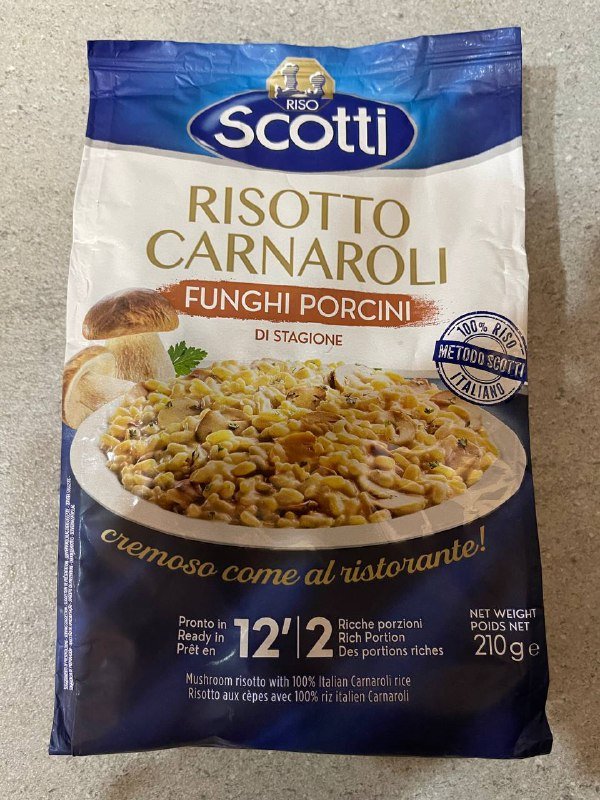 RISO
Scotti
RISOTTO
CARNAROLI
FUNGHI PORCINI
DI STAGIONE
100% RISO
METODO SCOTTI
ITALIANO
cremoso come al ristorante!
Pronto in
Ready in
Prêt en
12'
2
Ricche porzioni
Rich Portion
Des portions riches
NET WEIGHT
POIDS NET
210 g e
Mushroom risotto with 100% Italian Carnaroli rice
Risotto aux cèpes avec 100% riz italien Carnaroli